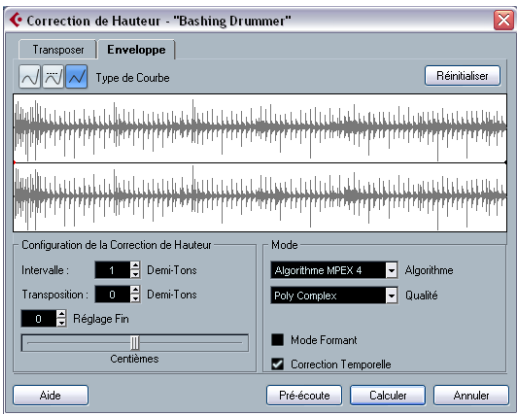 Correction de Hauteur - "Bashing Drummer"
Transposer Enveloppe
Type de Courbe Réinitialiser
Configuration de la Correction de Hauteur
Intervalle : 1 Demi-Tons
Transposition : 0 Demi-Tons
0 Réglage Fin
Centièmes
Mode
Algorithme MPEX 4 Algorithme
Poly Complex Qualité
Mode Formant
Correction Temporelle
Aide Pré-écoute Calculer Annuler